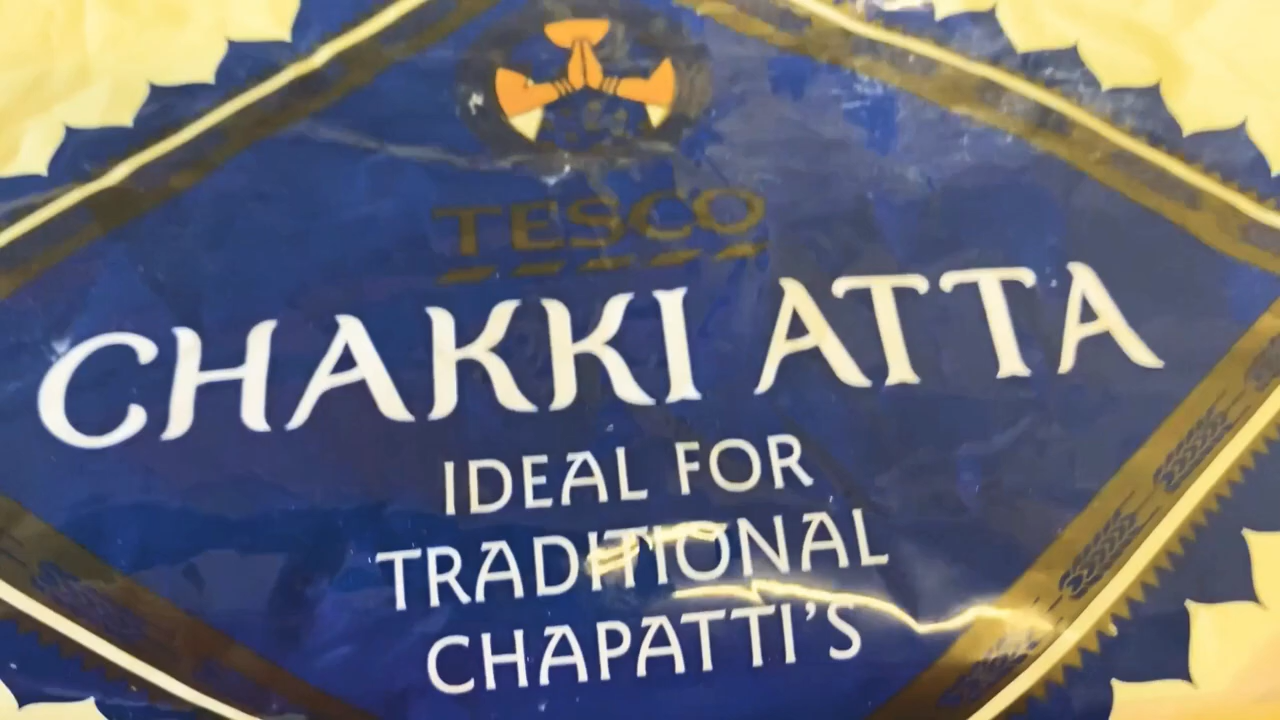 TESCO
CHAKKI ATTA
IDEAL FOR
TRADITIONAL
CHAPATTI'S